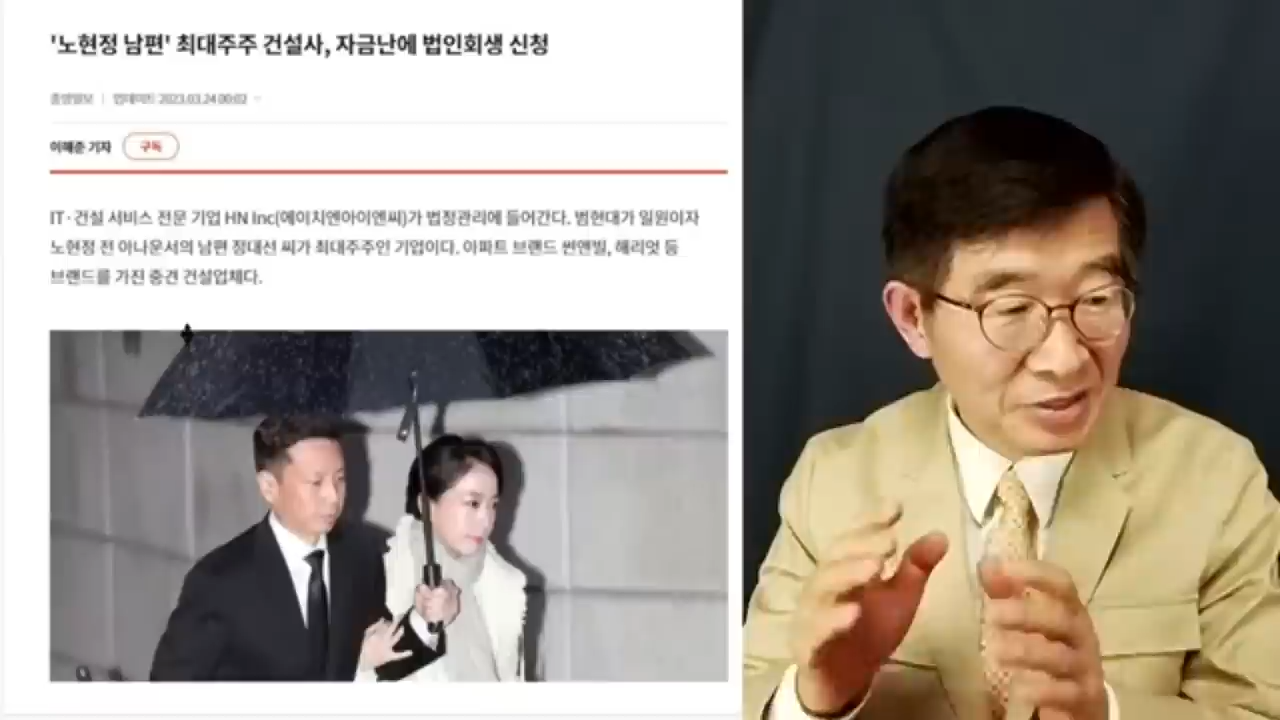 '노현정 남편' 최대주주 건설사, 자금난에 법인회생 신청
중앙일보 | 업데이트 2023.03.24 00:02
이해준 기자 구독
IT·건설 서비스 전문 기업 HN Inc(에이치엔아이엔씨)가 법정관리에 들어간다. 범현대가 일원이자
노현정 전 아나운서의 남편 정대선 씨가 최대주주인 기업이다. 아파트 브랜드 썬앤빌, 해리엇 등
브랜드를 가진 중견 건설업체다.